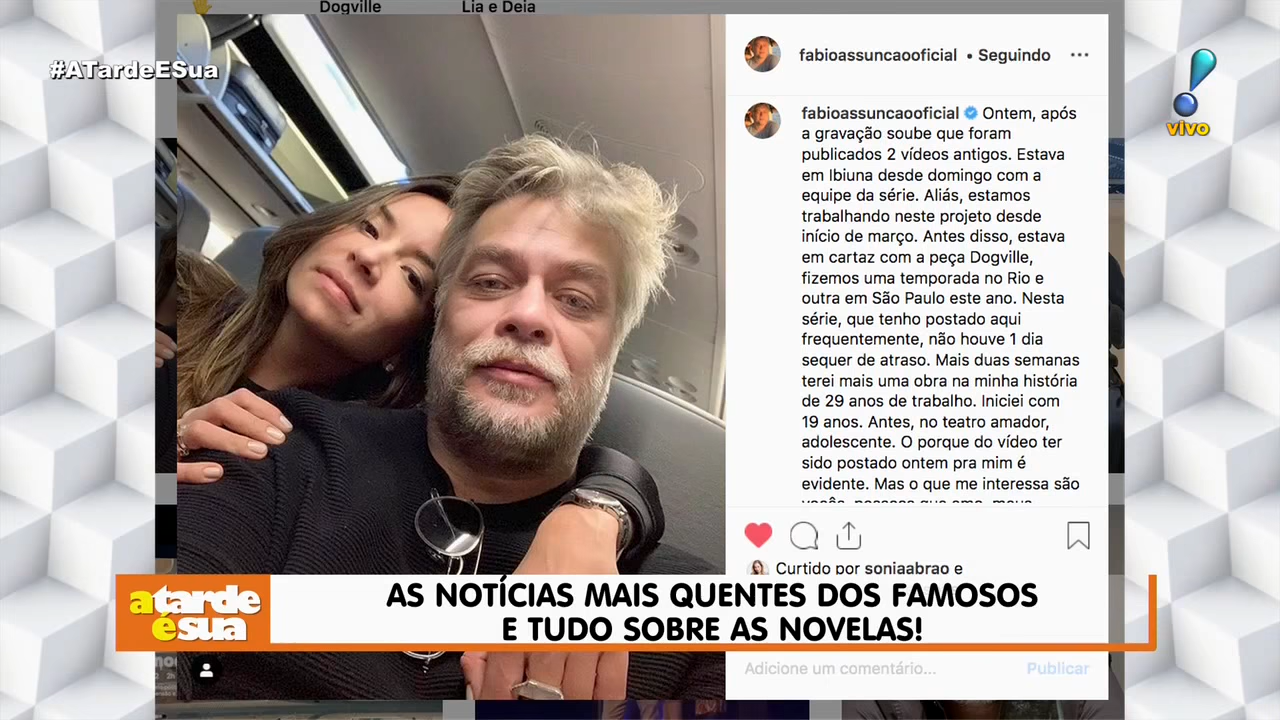 Dogville
Lia e Deia
#ATardeÉSua
fabioassuncaooficial • Seguindo
fabioassuncaooficial Ontem, após
a gravação soube que foram
publicados 2 vídeos antigos. Estava
em Ibiuna desde domingo com a
equipe da série. Aliás, estamos
trabalhando neste projeto desde
início de março. Antes disso, estava
em cartaz com a peça Dogville,
fizemos uma temporada no Rio e
outra em São Paulo este ano. Nesta
série, que tenho postado aqui
frequentemente, não houve 1 dia
sequer de atraso. Mais duas semanas
terei mais uma obra na minha história
de 29 anos de trabalho. Iniciei com
19 anos. Antes, no teatro amador,
adolescente. O porque do vídeo ter
sido postado ontem pra mim é
evidente. Mas o que me interessa são
vivo
Curtido por soniaabrao e
a tarde
é sua
AS NOTÍCIAS MAIS QUENTES DOS FAMOSOS
E TUDO SOBRE AS NOVELAS!
Adicione um comentário...
Publicar